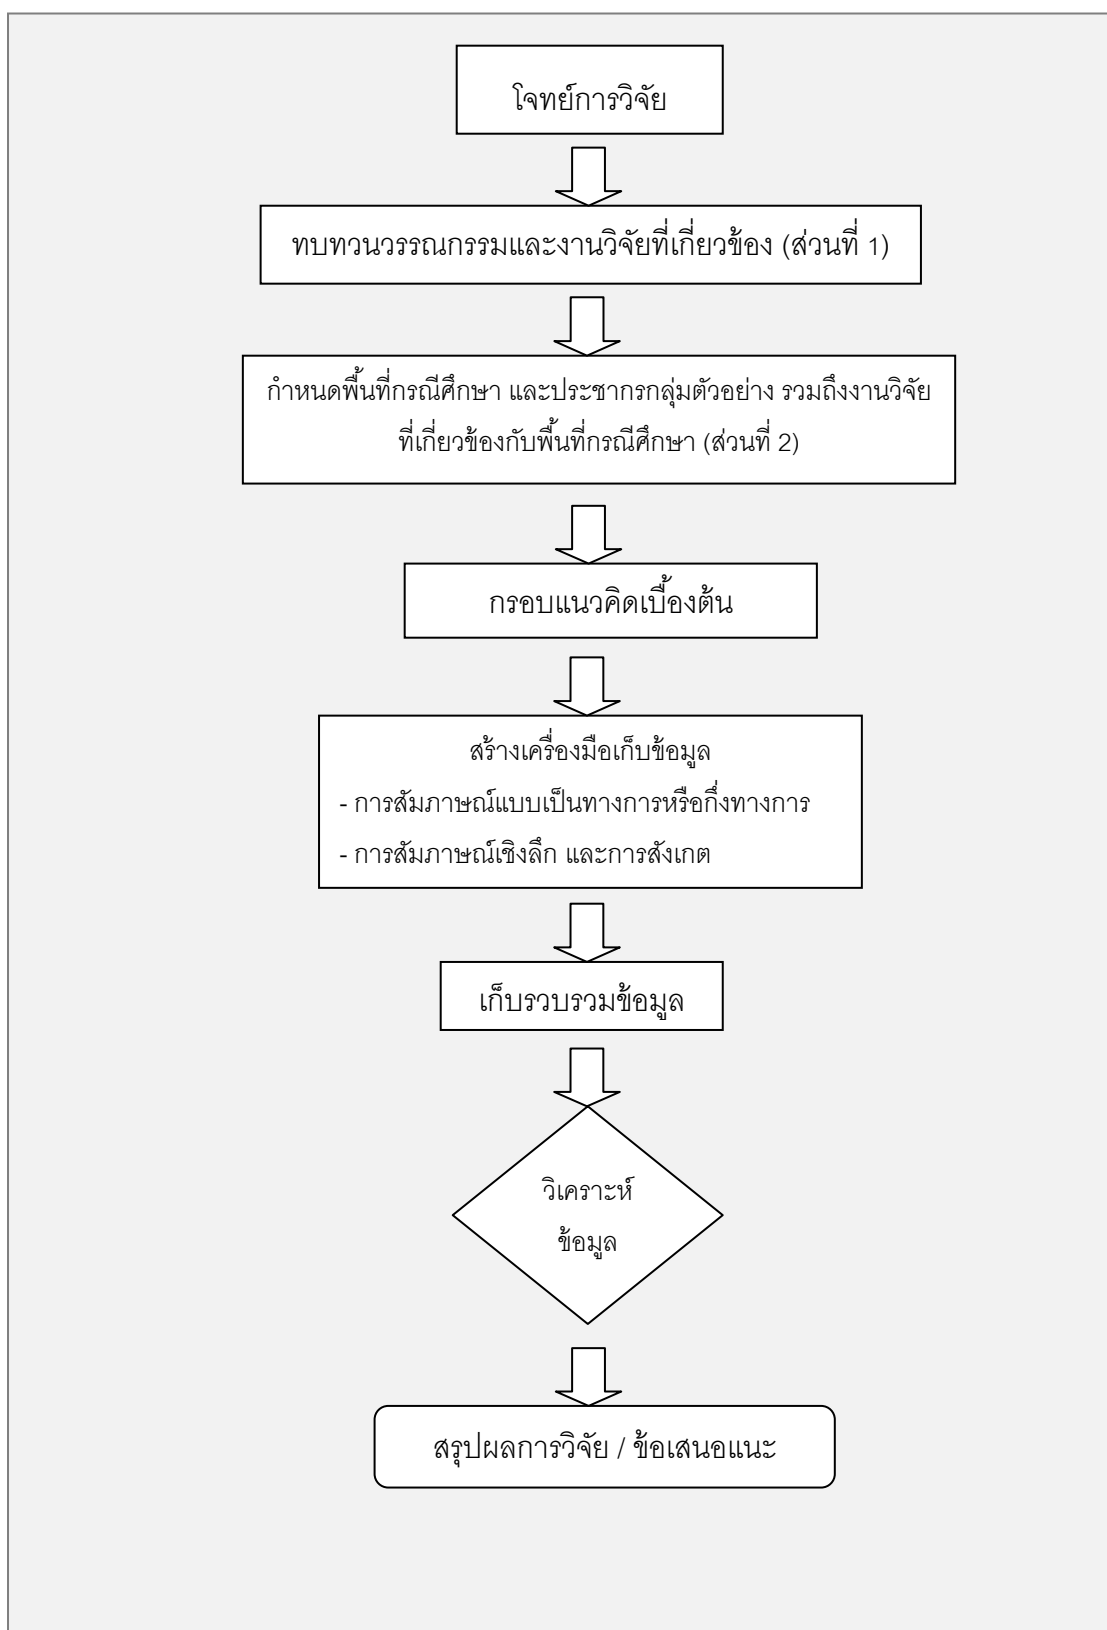 โจทย์การวิจัย
ทบทวนวรรณกรรมและงานวิจัยที่เกี่ยวข้อง (ส่วนที่ 1)
กำหนดพื้นที่กรณีศึกษา และประชากรกลุ่มตัวอย่าง รวมถึงงานวิจัย
ที่เกี่ยวข้องกับพื้นที่กรณีศึกษา (ส่วนที่ 2)
กรอบแนวคิดเบื้องต้น
สร้างเครื่องมือเก็บข้อมูล
- การสัมภาษณ์แบบเป็นทางการหรือกึ่งทางการ
- การสัมภาษณ์เชิงลึก และการสังเกต
เก็บรวบรวมข้อมูล
วิเคราะห์
ข้อมูล
สรุปผลการวิจัย / ข้อเสนอแนะ